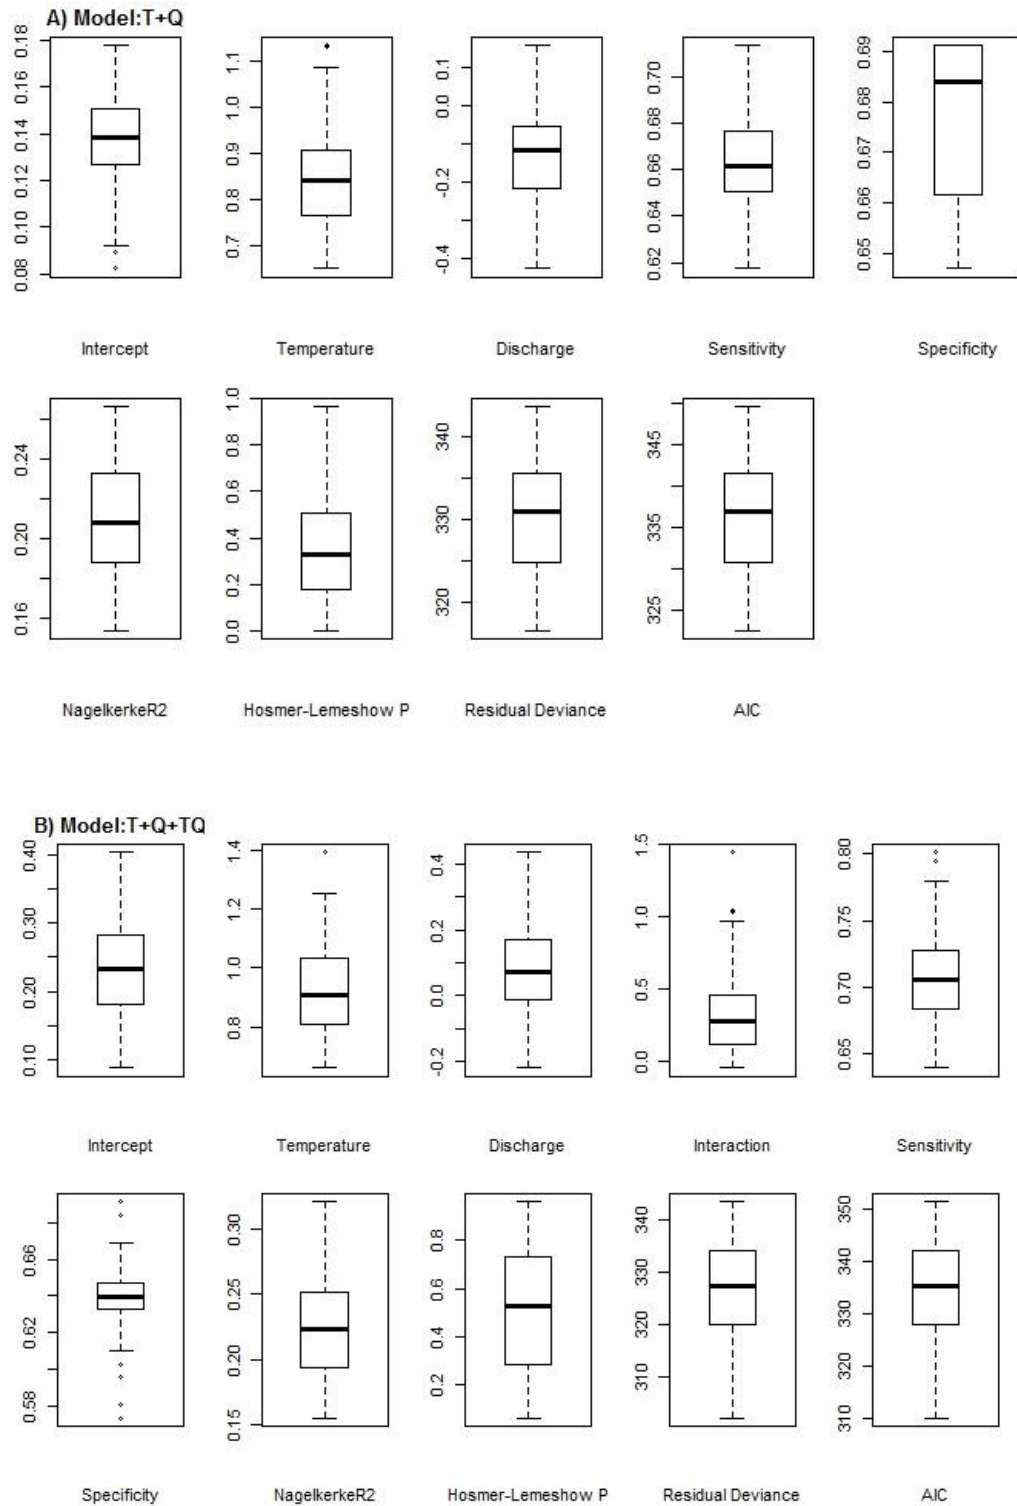 A) Model:T+Q
0.08 0.10 0.12 0.14 0.16 0.18
0.7 0.8 0.9 1.0 1.1
-0.4 -0.2 0.0 0.1
0.62 0.64 0.66 0.68 0.70
0.65 0.66 0.67 0.68 0.69
Intercept Temperature Discharge Sensitivity Specificity
0.16 0.20 0.24
0.0 0.2 0.4 0.6 0.8 1.0
320 330 340
325 335 345
NagelkerkeR2 Hosmer-Lemeshow P Residual Deviance AIC
B) Model:T+Q+TQ
0.10 0.20 0.30 0.40
0.8 1.0 1.2 1.4
-0.2 0.0 0.2 0.4
0.0 0.5 1.0 1.5
0.65 0.70 0.75 0.80
Intercept Temperature Discharge Interaction Sensitivity
0.58 0.62 0.66
0.15 0.20 0.25 0.30
0.2 0.4 0.6 0.8
310 320 330 340
310 320 330 340 350
Specificity NagelkerkeR2 Hosmer-Lemeshow P Residual Deviance AIC